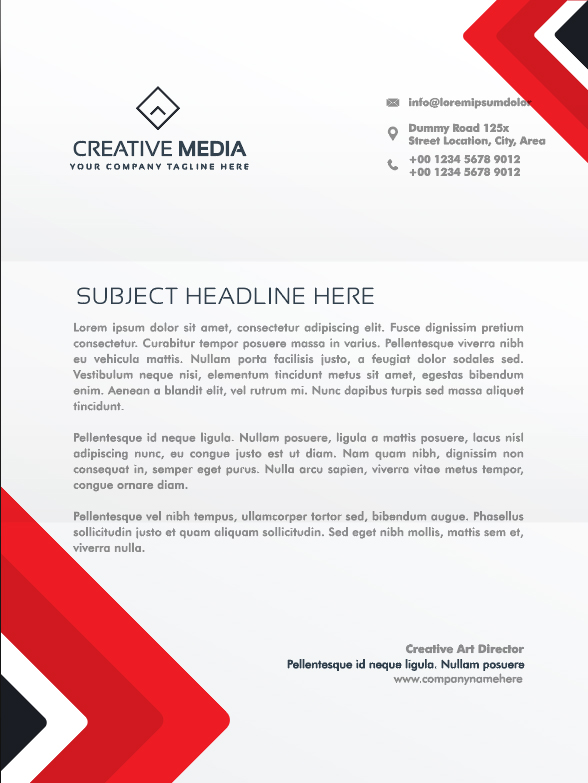 CREATIVE MEDIA
YOUR COMPANY TAGLINE HERE
info@loremipsumdolor
Dummy Road 125x
Street Location, City, Area
+00 1234 5678 9012
+00 1234 5678 9012
SUBJECT HEADLINE HERE
Lorem ipsum dolor sit amet, consectetur adipiscing elit. Fusce dignissim pretium
consectetur. Curabitur tempor posuere massa in varius. Pellentesque viverra nibh
eu vehicula mattis. Nullam porta facilisis justo, a feugiat dolor sodales sed.
Vestibulum neque nisi, elementum tincidunt metus sit amet, egestas bibendum
enim. Aenean a blandit elit, vel rutrum mi. Nunc dapibus turpis sed massa aliquet
tincidunt.
Pellentesque id neque ligula. Nullam posuere, ligula a mattis posuere, lacus nisl
adipiscing nunc, eu congue justo est ut diam. Nam quam nibh, dignissim non
consequat in, semper eget purus. Nulla arcu sapien, viverra vitae metus tempor,
congue ornare diam.
Pellentesque vel nibh tempus, ullamcorper tortor sed, bibendum augue. Phasellus
sollicitudin justo et quam aliquam sollicitudin. Sed eget nibh mollis, mattis sem et,
viverra nulla.
Creative Art Director
Pellentesque id neque ligula. Nullam posuere
www.companynamehere